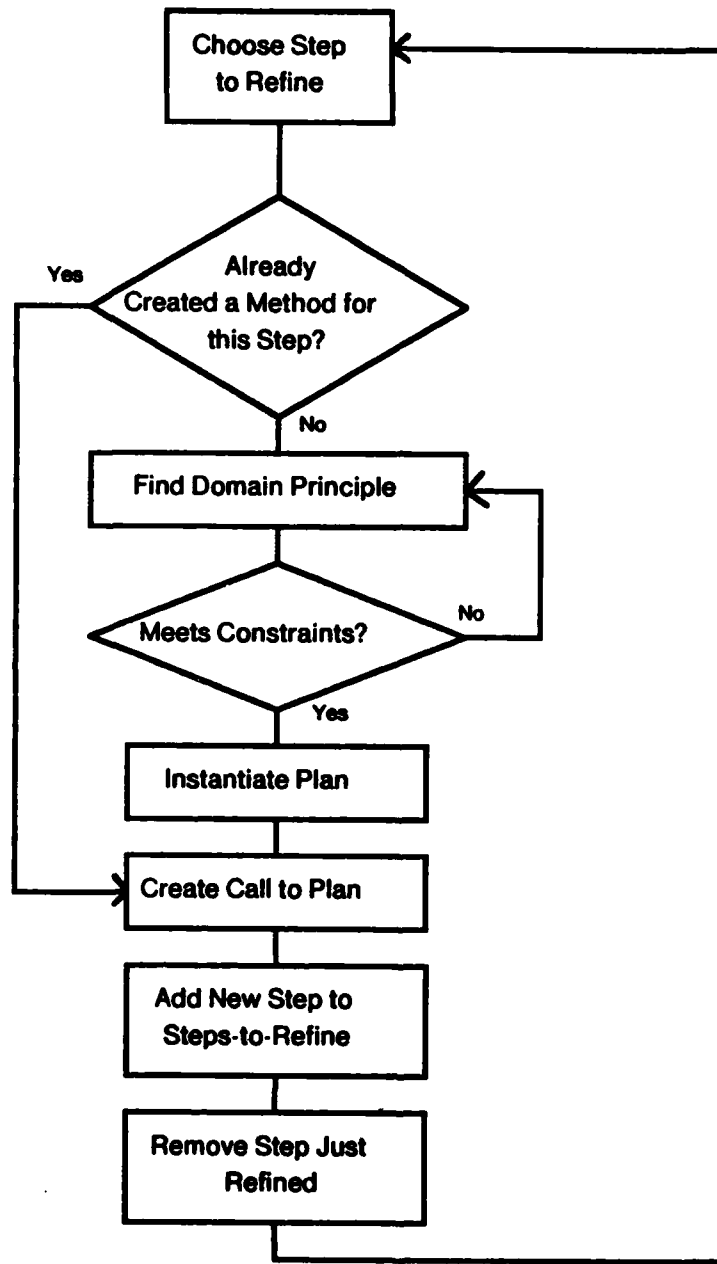 Choose Step
to Refine
Already
Yes
Created a Method for
this Step?
No
Find Domain Principle
Meets Constraints?
No
Yes
Instantiate Plan
Create Call to Plan
Add New Step to
Steps-to-Refine
Remove Step Just
Refined